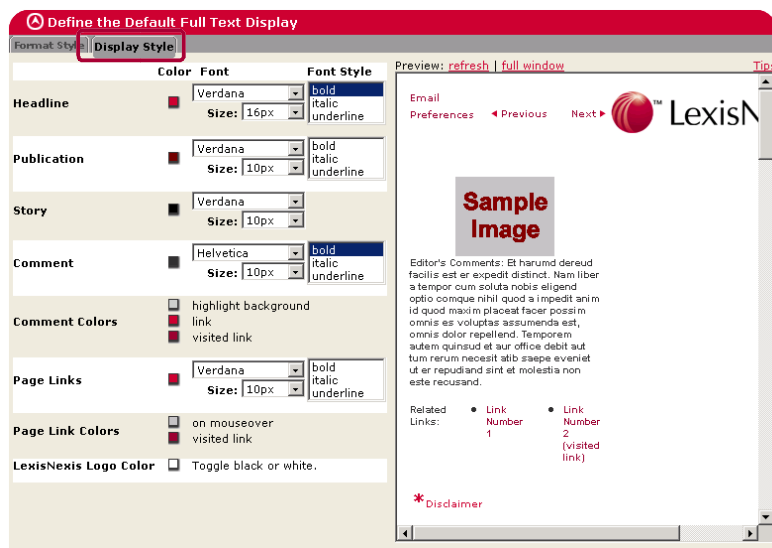 Define the Default Full Text Display
Format Style Display Style
Color Font Font Style
Headline
Verdana
Size: 16px
bold
italic
underline
Publication
Verdana
Size: 10px
bold
italic
underline
Story
Verdana
Size: 10px
Comment
Helvetica
Size: 10px
bold
italic
underline
Comment Colors
highlight background
link
visited link
Page Links
Verdana
Size: 10px
bold
italic
underline
Page Link Colors
on mouseover
visited link
LexisNexis Logo Color Toggle black or white.
Preview: refresh | full window Tips
Email
Preferences Previous Next
LexisN
™
Sample
Image
Editor's Comments: Et harumd dereud
facilis est er expedit distinct. Nam liber
a tempor cum soluta nobis eligend
optio comque nihil quod a impedit anim
id quod maxim placeat facer possim
omnis es voluptas assumenda est,
omnis dolor repellend. Temporem
autem quinsud et aur office debit aut
tum rerum necesit atib saepe eveniet
ut er repudiand sint et molestia non
este recusand.
Related
Links:
• Link
Number
1
• Link
Number
2
(visited
link)
*Disclaimer